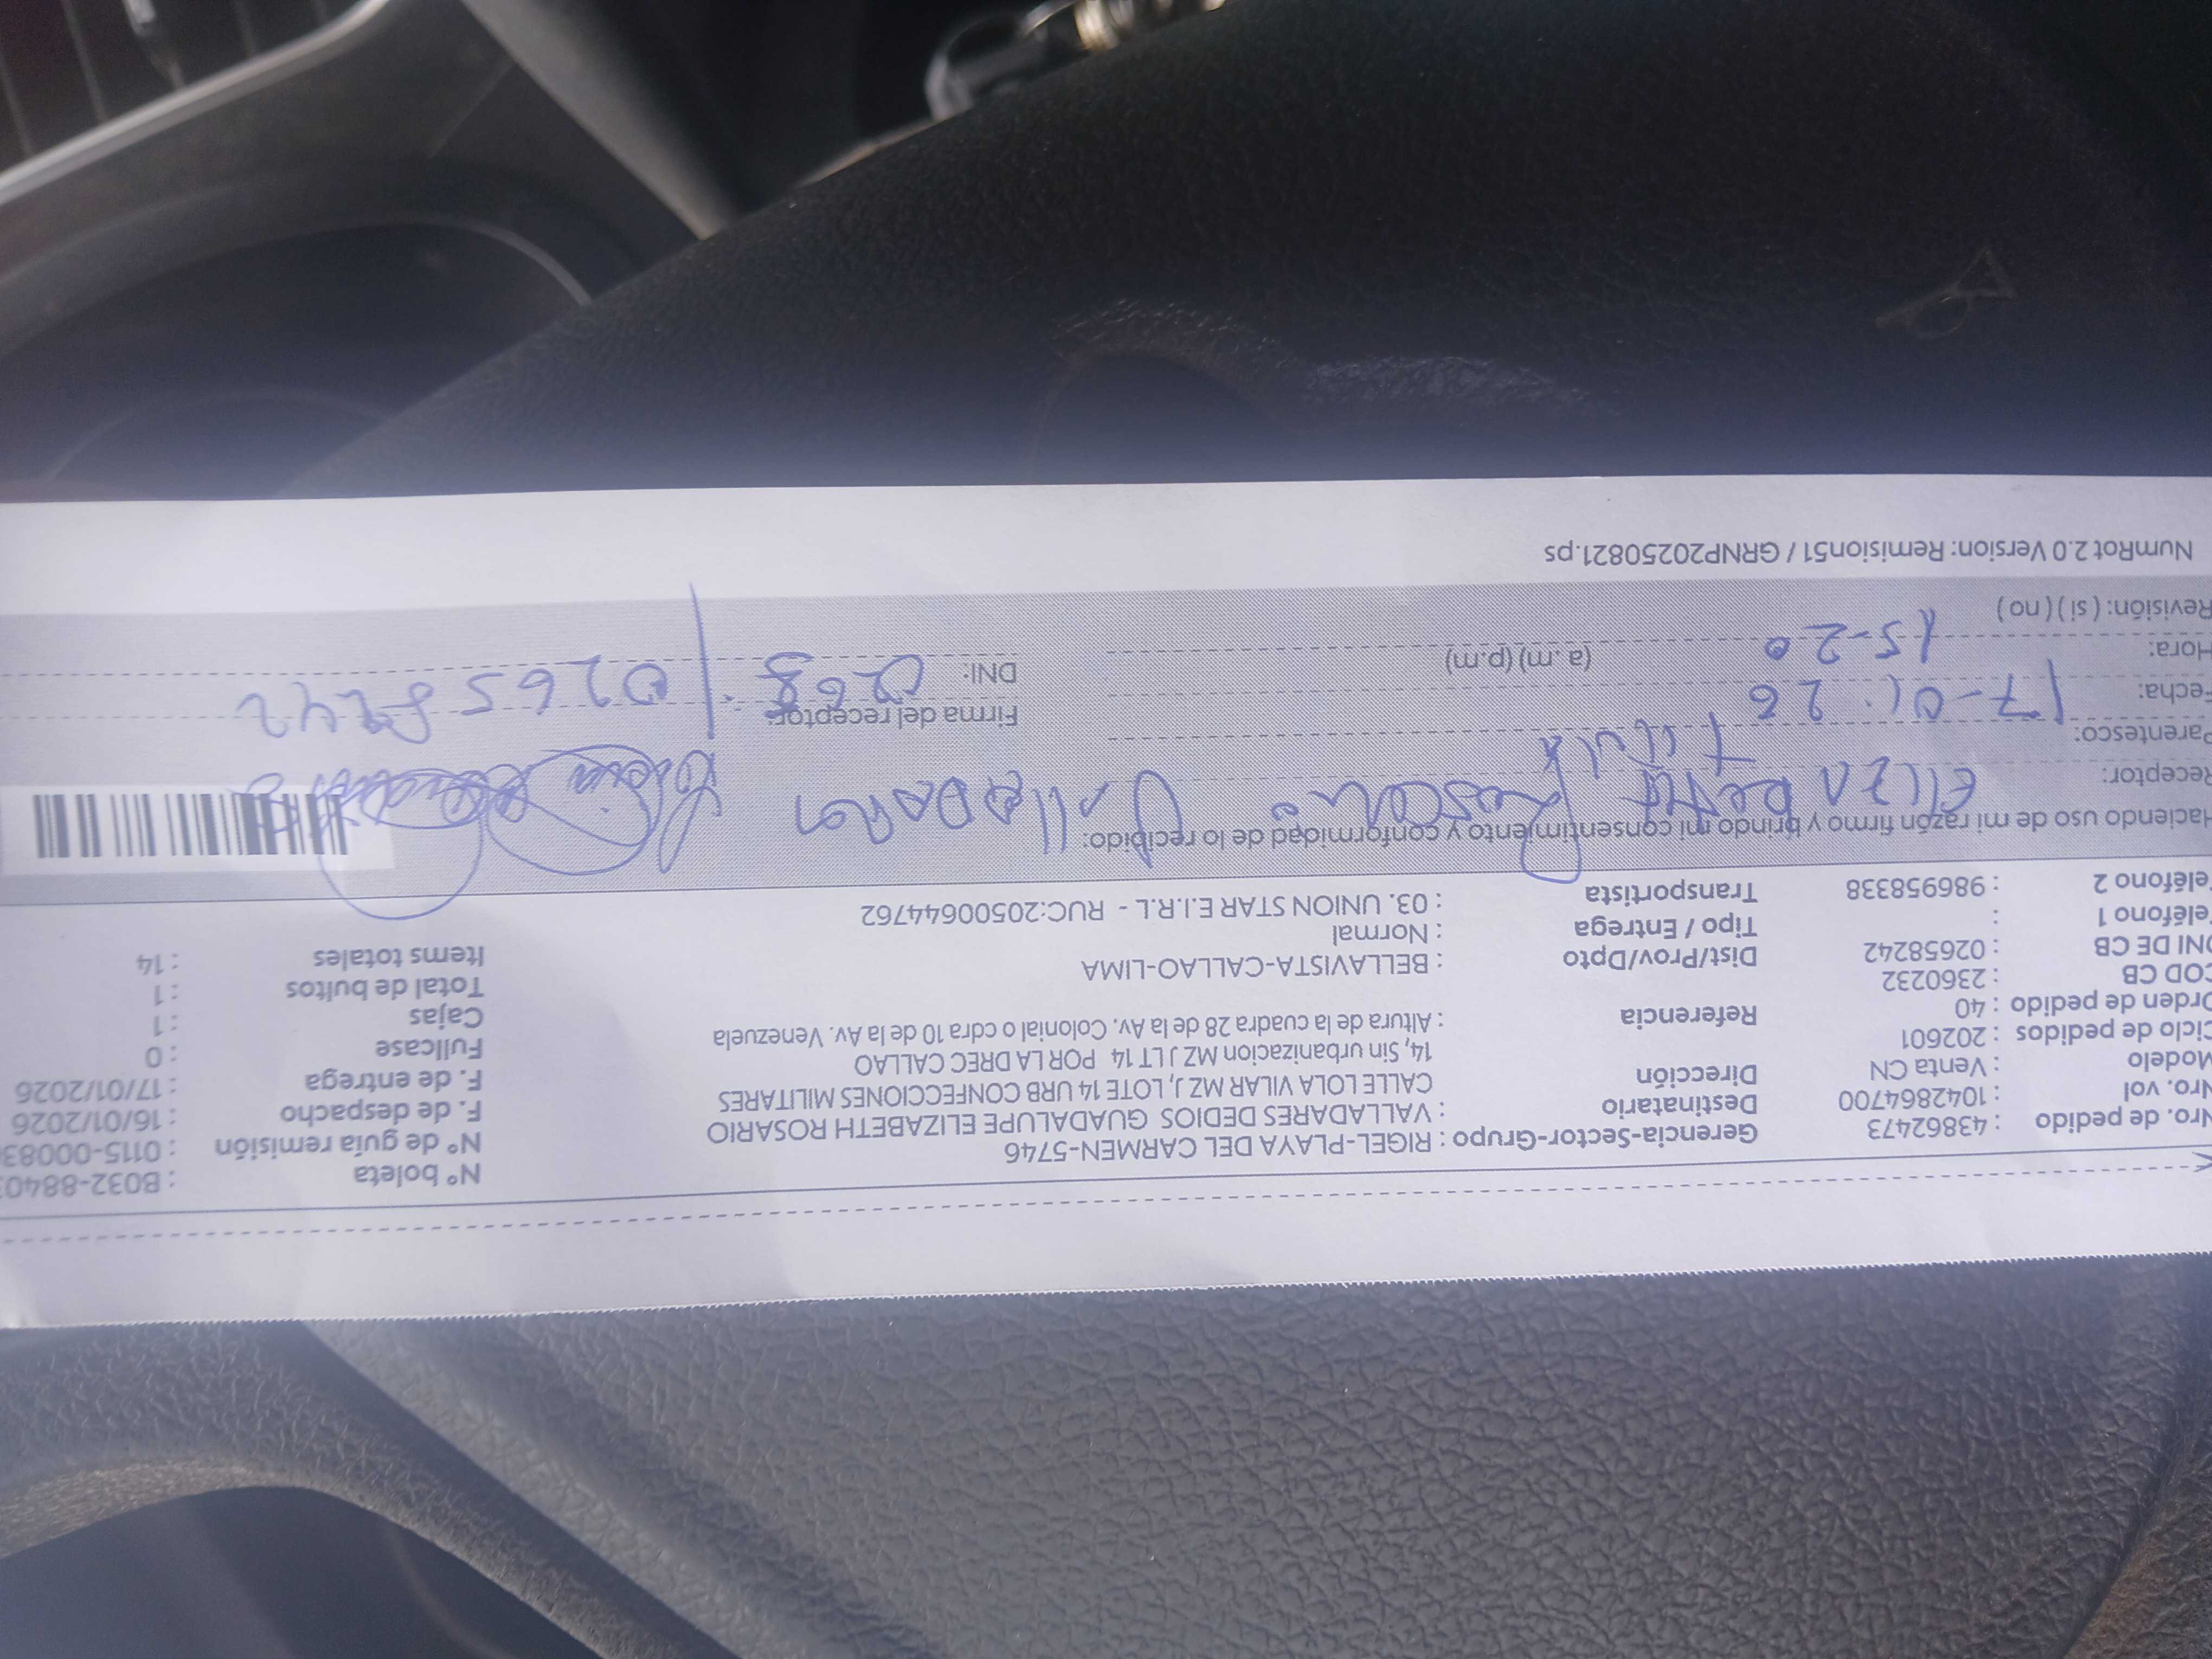 Nº boleta : B032-8840
Nro. de pedido : 43862473 Gerencia-Sector-Grupo : RIGEL-PLAYA DEL CARMEN-5746 Nº de guía remisión : 0115-00083
Nro. vol : 1042864700 Destinatario : VALLADARES DEDIOS GUADALUPE ELIZABETH ROSARIO F. de despacho : 16/01/2026
Modelo : Venta CN Dirección CALLE LOLA VILAR MZ J, LOTE 14 URB CONFECCIONES MILITARES F. de entrega : 17/01/2026
Ciclo de pedidos : 202601 14, Sin urbanizacion MZ J LT 14 POR LA DREC CALLAO Fullcase : 0
Orden de pedido : 40 Referencia : Altura de la cuadra 28 de la Av. Colonial o cdra 10 de la Av. Venezuela Cajas : 1
COD CB : 2360232 Total de bultos : 1
DNI DE CB : 02658242 Dist/Prov/Dpto : BELLAVISTA-CALLAO-LIMA Items totales : 14
Teléfono 1 : Tipo / Entrega : Normal
Teléfono 2 : 986958338 Transportista : 03. UNION STAR E.I.R.L - RUC:20500644762
Haciendo uso de mi razón firmo y brindo mi consentimiento y conformidad de lo recibido:
Receptor: Elizabeth Valladares
Parentesco: Titular
Fecha: 17-01-26 Firma del receptor:
Hora: 15-20 (a.m) (p.m) DNI: 0268 / 02658242
Revisión: ( si ) ( no )
NumRot 2.0 Version: Remision51 / GRNP20250821.ps